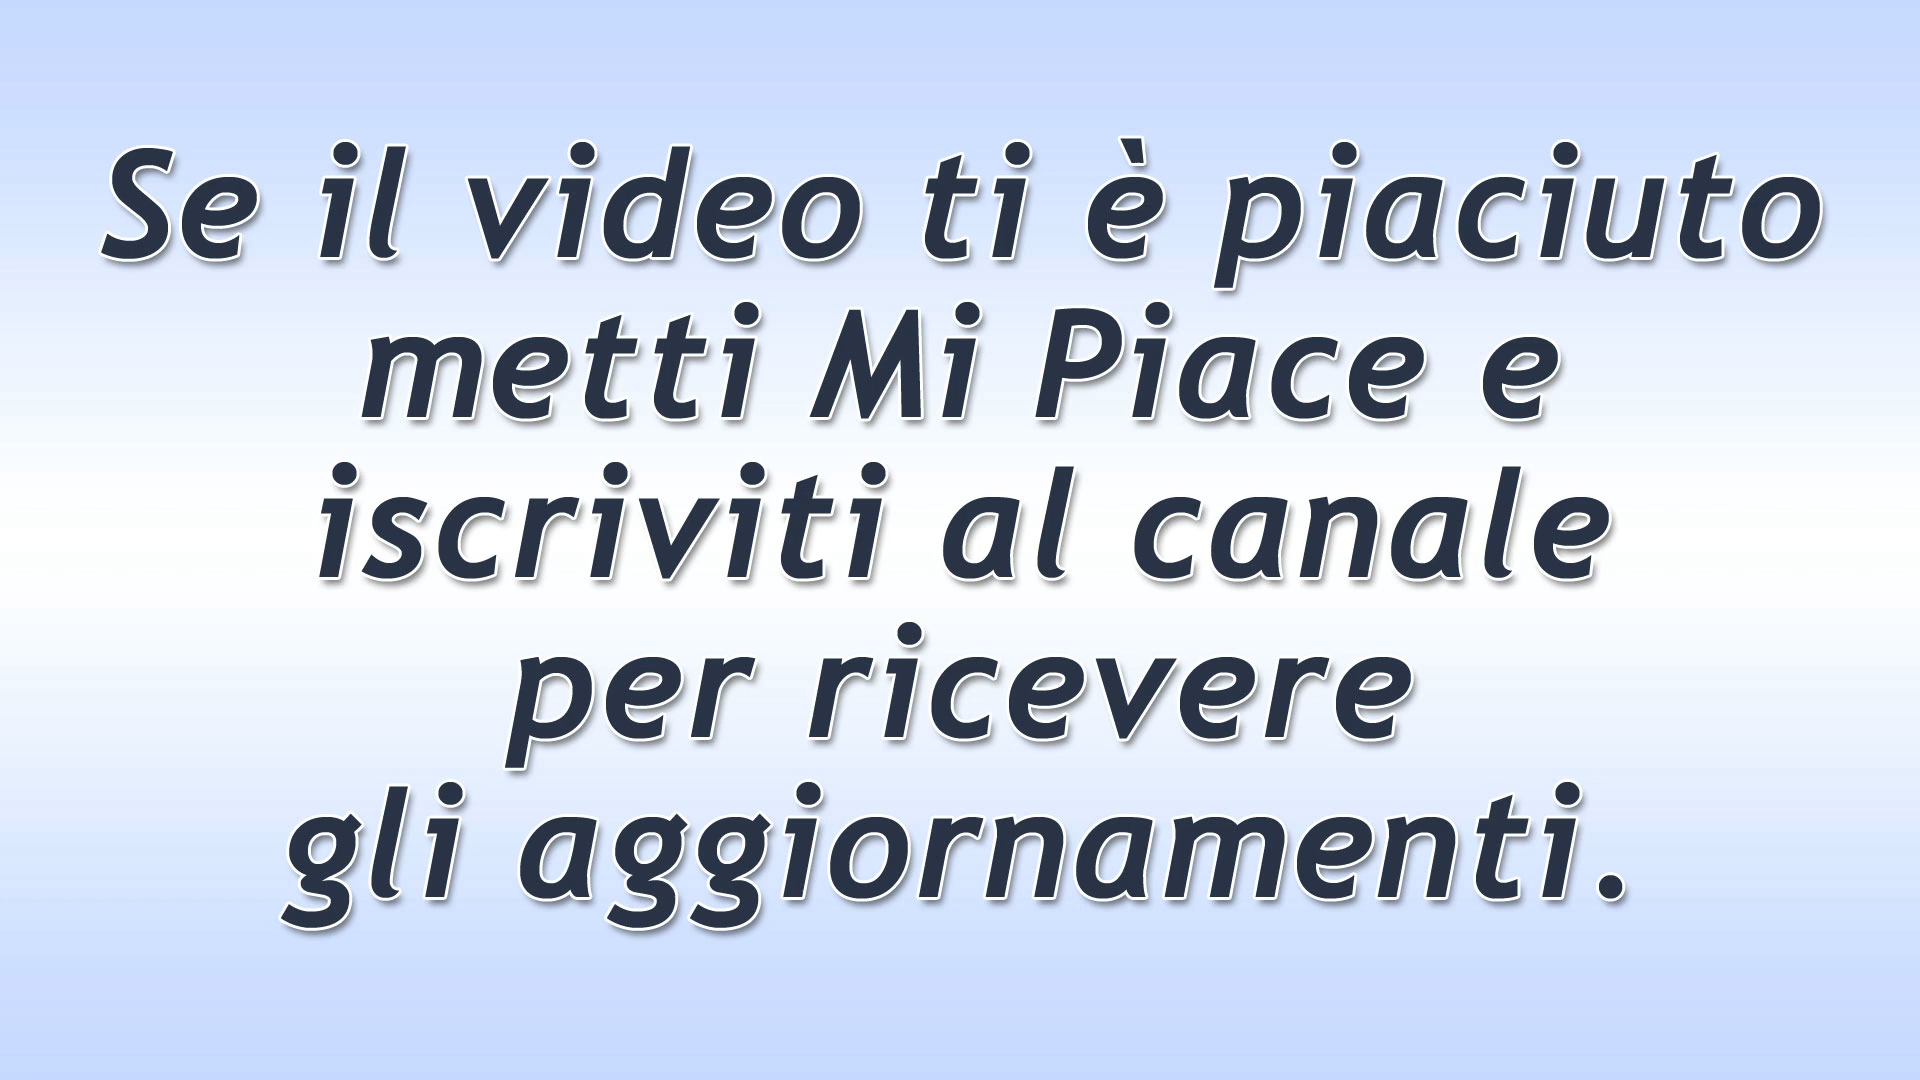 Se il video ti è piaciuto
metti Mi Piace e
iscriviti al canale
per ricevere
gli aggiornamenti.